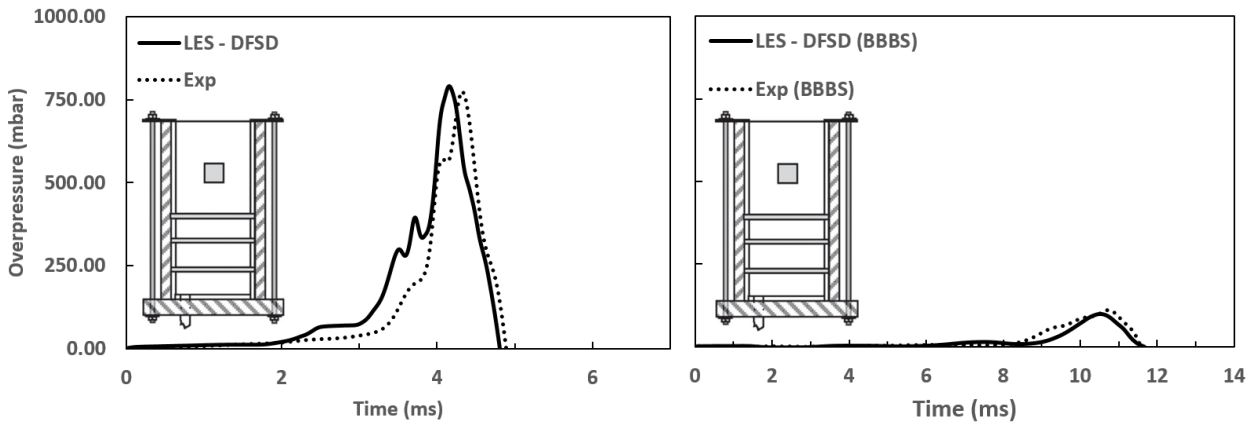 1000.00
750.00
500.00
250.00
0.00
Overpressure (mbar)
LES - DFSD
Exp
0 2 4 6
Time (ms)
LES - DFSD (BBBS)
Exp (BBBS)
0 2 4 6 8 10 12 14
Time (ms)